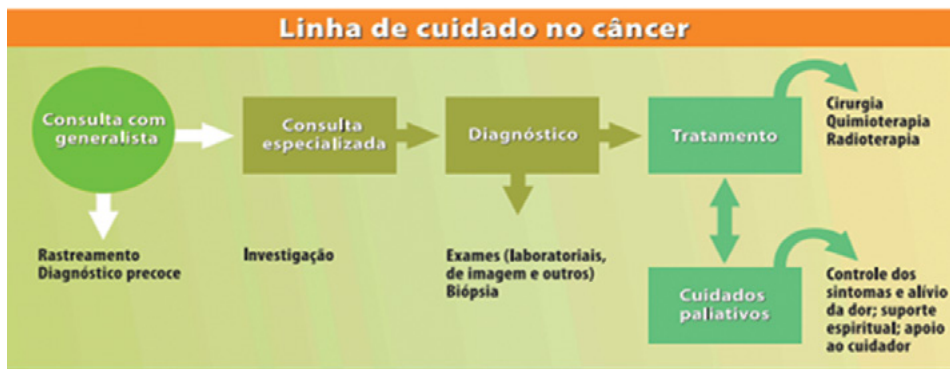 Linha de cuidado no câncer
Consulta com
generalista
Consulta
especializada
Diagnóstico
Tratamento
Cirurgia
Quimioterapia
Radioterapia
Rastreamento
Diagnóstico precoce
Investigação
Exames (laboratoriais,
de imagem e outros)
Biópsia
Cuidados
paliativos
Controle dos
sintomas e alívio
da dor; suporte
espiritual; apoio
ao cuidador